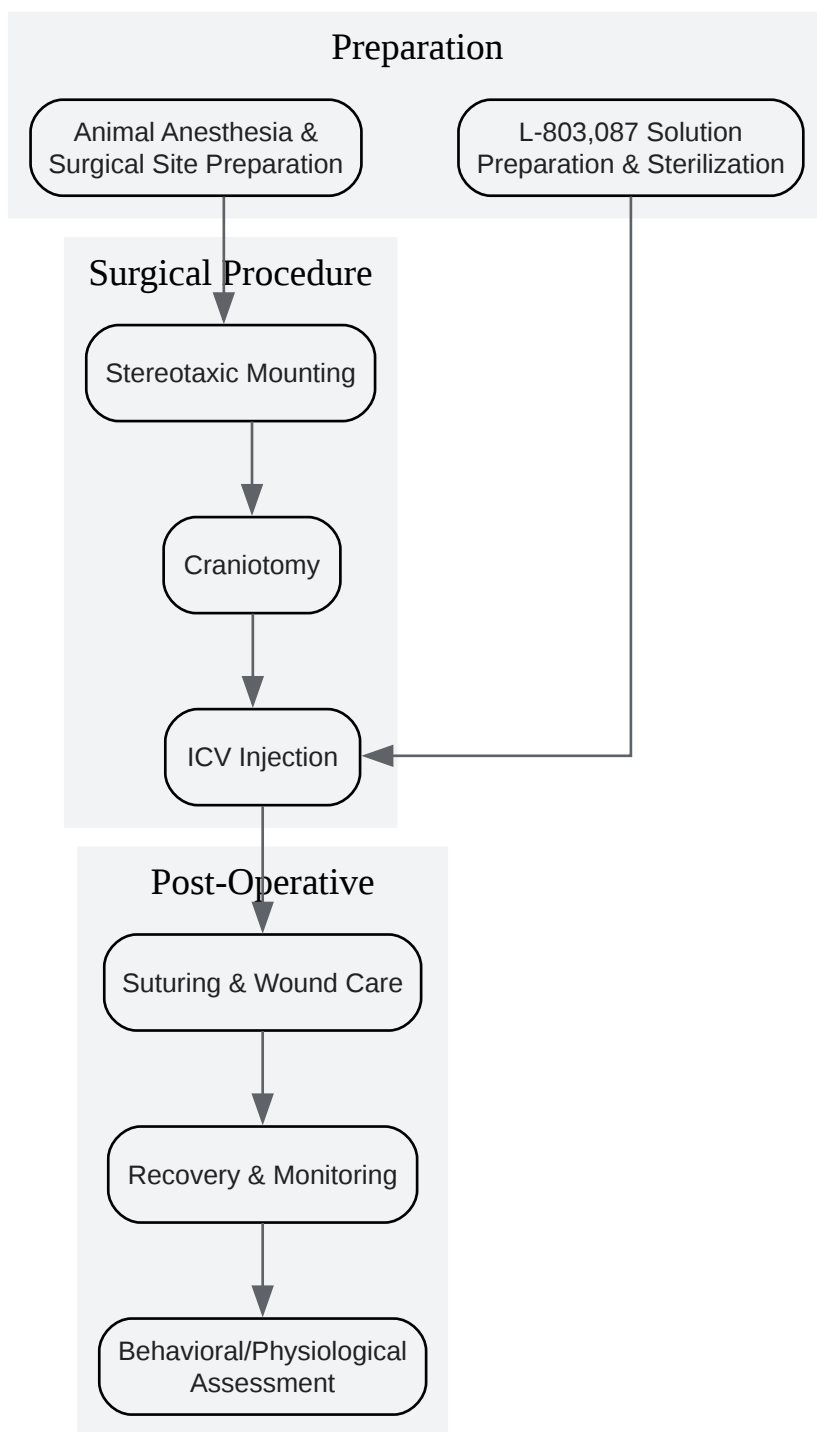 Preparation
Animal Anesthesia &
Surgical Site Preparation
L-803,087 Solution
Preparation & Sterilization
Surgical Procedure
Stereotaxic Mounting
Craniotomy
ICV Injection
Post-Operative
Suturing & Wound Care
Recovery & Monitoring
Behavioral/Physiological
Assessment